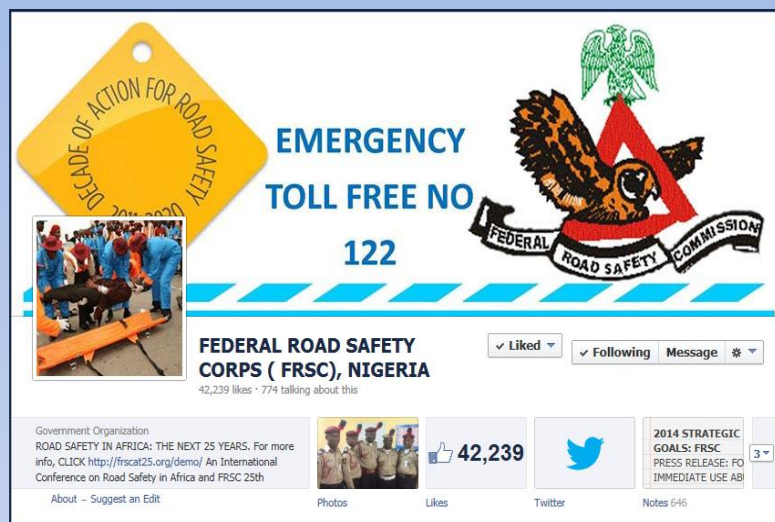 DECADE OF ACTION FOR ROAD SAFETY
EMERGENCY
TOLL FREE NO
122
FEDERAL
ROAD SAFETY
COMMISSION
FEDERAL ROAD SAFETY
CORPS ( FRSC), NIGERIA
42,239 likes · 774 talking about this
✓ Liked
✓ Following
Message
Government Organization
ROAD SAFETY IN AFRICA: THE NEXT 25 YEARS. For more
info, CLICK http://frscat25.org/demo/ An International
Conference on Road Safety in Africa and FRSC 25th
About – Suggest an Edit
Photos
42,239
Likes
Twitter
2014 STRATEGIC
GOALS: FRSC
PRESS RELEASE: FO
IMMEDIATE USE AB
Notes 646
3